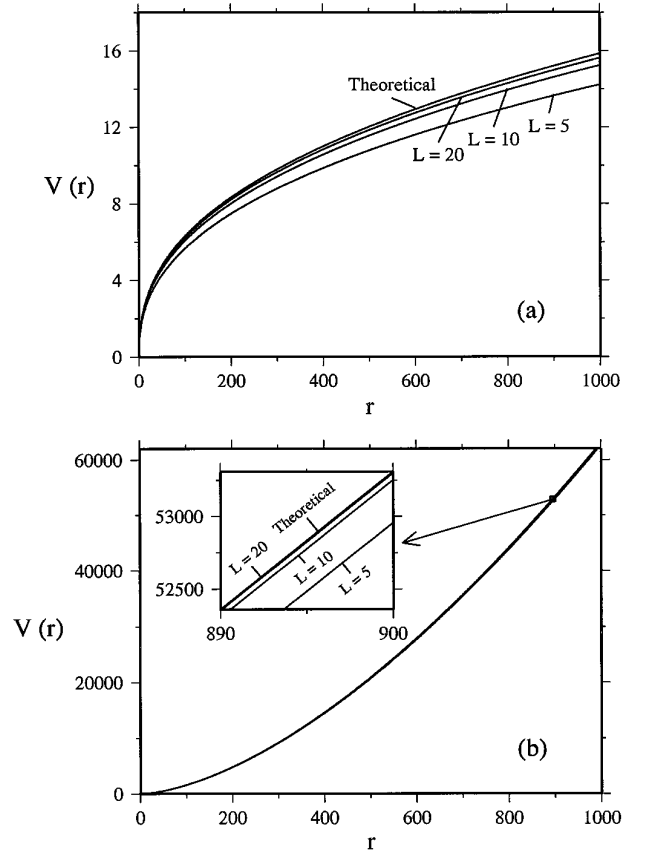 16
Theoretical
12
L = 5
L = 10
L = 20
V (r)
8
4
(a)
0
0 200 400 600 800 1000
r
60000
53000
Theoretical
L = 20
L = 10
L = 5
52500
890 900
40000
V (r)
20000
(b)
0
0 200 400 600 800 1000
r